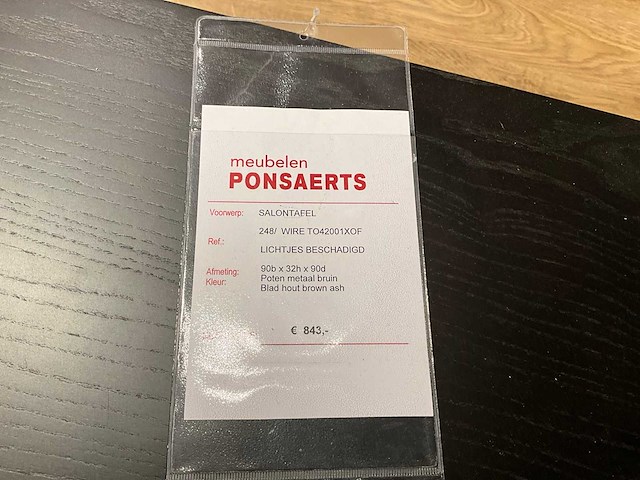 meubelen
PONSAERTS
Voorwerp: SALONTAFEL
248/ WIRE TO42001XOF
Ref.:
LICHTJES BESCHADIGD
Afmeting: 90b x 32h x 90d
Kleur: Poten metaal bruin
Blad hout brown ash
€ 843,-